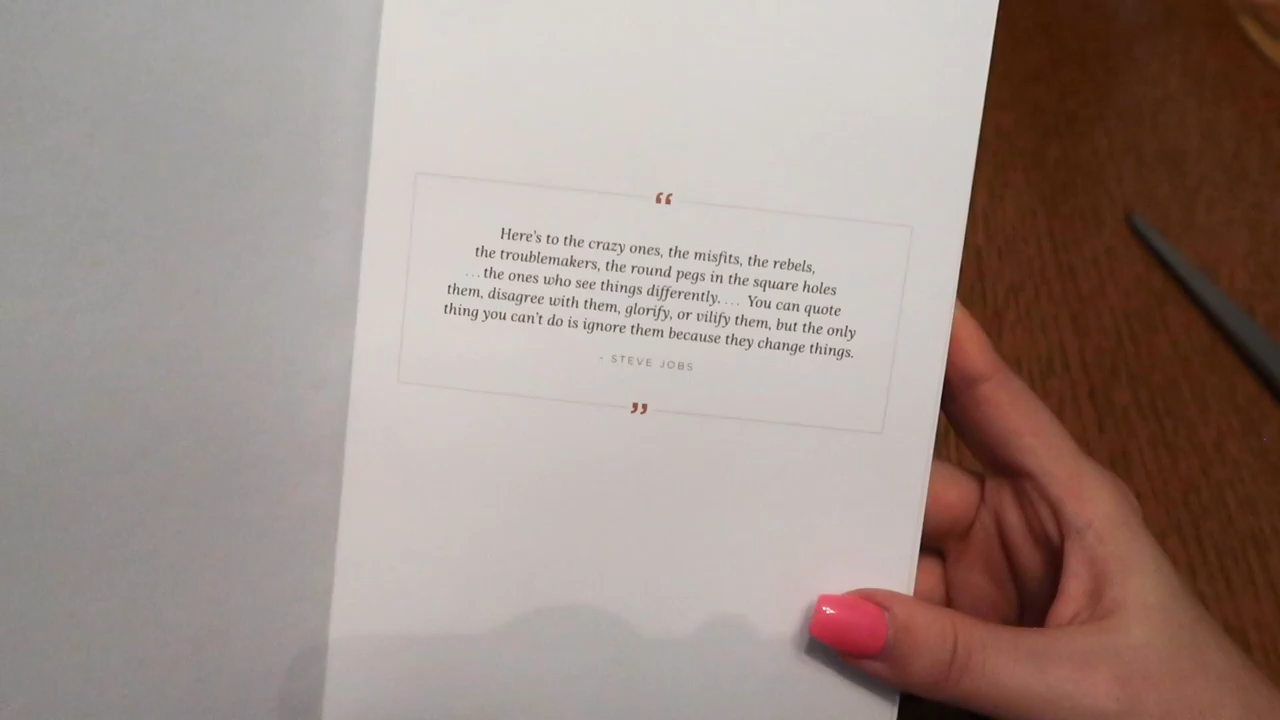 “
Here’s to the crazy ones, the misfits, the rebels,
the troublemakers, the round pegs in the square holes
...the ones who see things differently.... You can quote
them, disagree with them, glorify, or vilify them, but the only
thing you can’t do is ignore them because they change things.
- STEVE JOBS
”